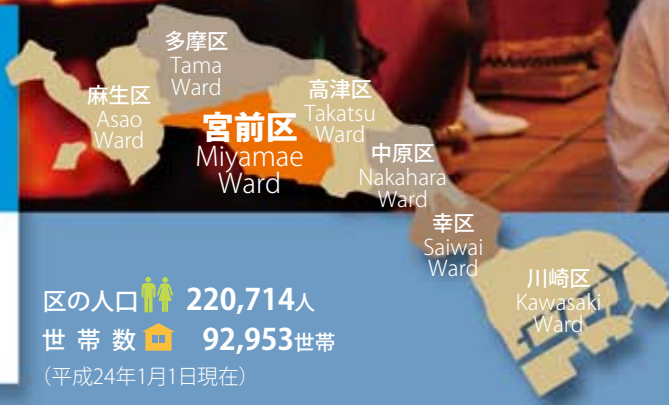 多摩区
Tama
Ward
麻生区
Asao
Ward
高津区
Takatsu
Ward
宮前区
Miyamae
Ward
中原区
Nakahara
Ward
幸区
Saiwai
Ward
川崎区
Kawasaki
Ward
区の人口 220,714人
世帯数 92,953世帯
(平成24年1月1日現在)